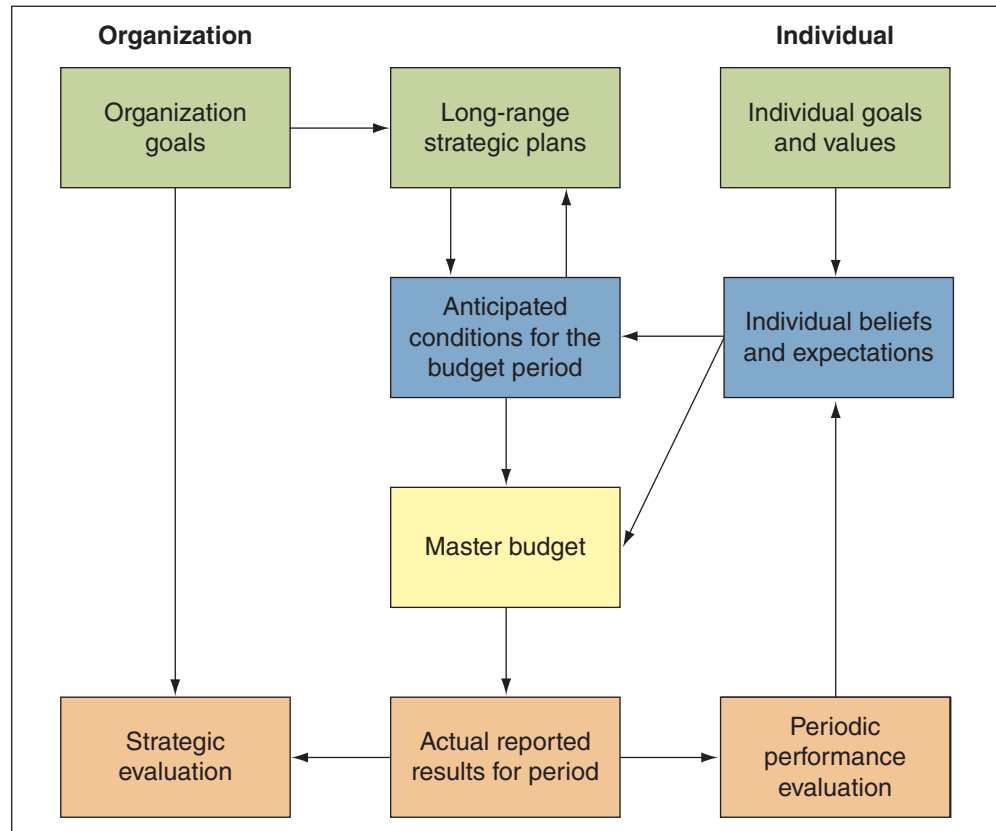 Organization
Individual
Organization
goals
Long-range
strategic plans
Individual goals
and values
Anticipated
conditions for the
budget period
Individual beliefs
and expectations
Master budget
Strategic
evaluation
Actual reported
results for period
Periodic
performance
evaluation